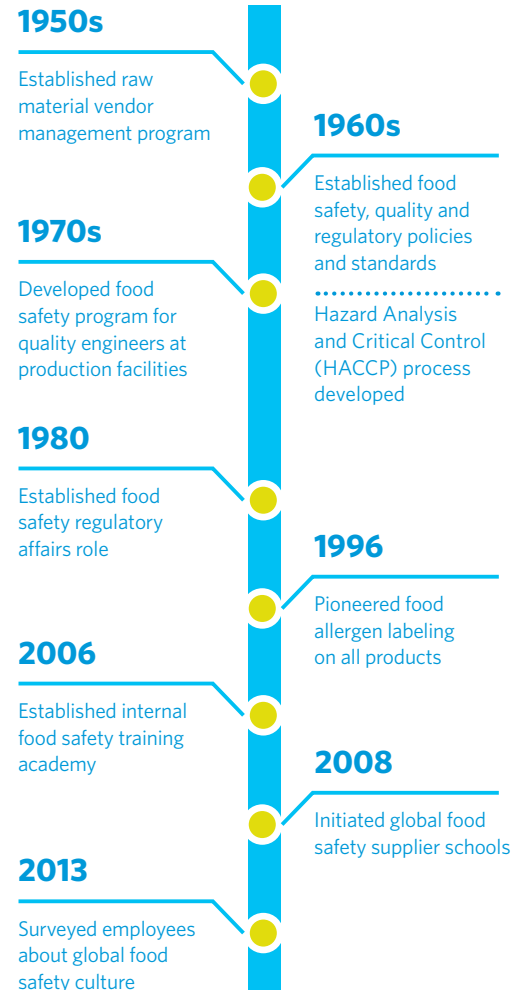 1950s
Established raw
material vendor
management program
1960s
Established food
safety, quality and
regulatory policies
and standards
Hazard Analysis
and Critical Control
(HACCP) process
developed
1970s
Developed food
safety program for
quality engineers at
production facilities
1980
Established food
safety regulatory
affairs role
1996
Pioneered food
allergen labeling
on all products
2006
Established internal
food safety training
academy
2008
Initiated global food
safety supplier schools
2013
Surveyed employees
about global food
safety culture